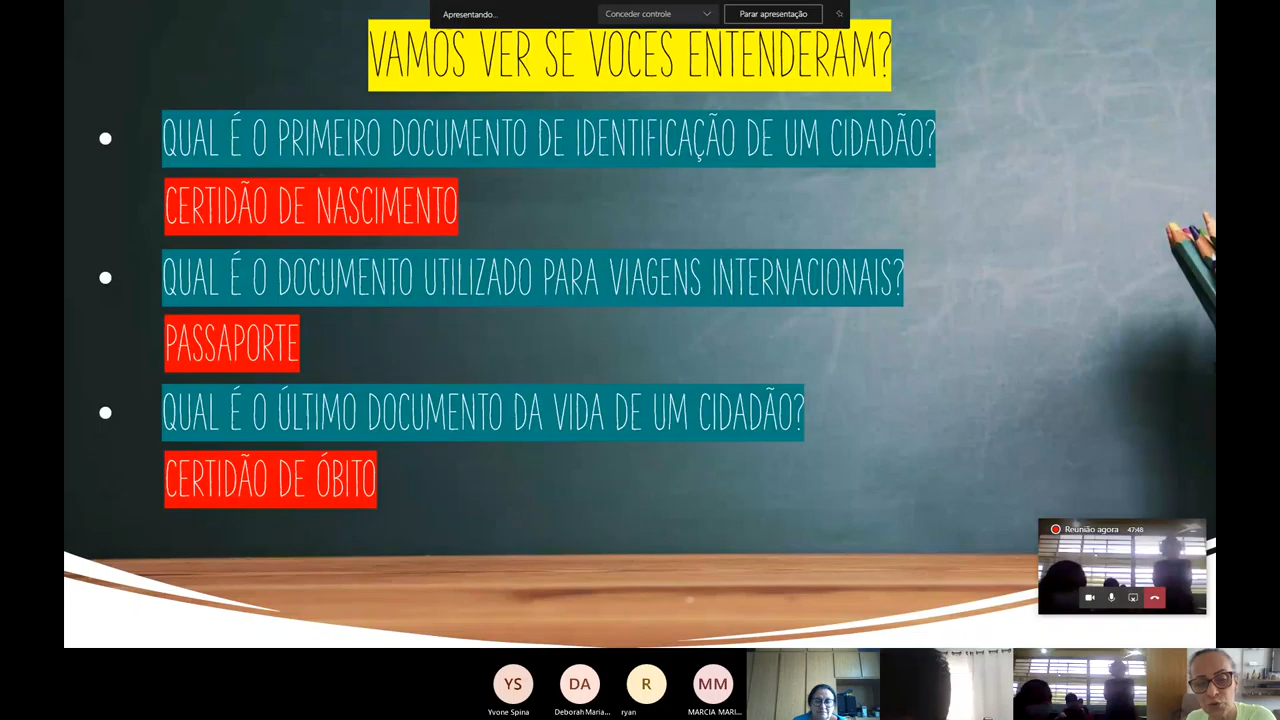 Apresentando...
Conceder controle
Parar apresentação
VAMOS VER SE VOCES ENTENDERAM?
QUAL É O PRIMEIRO DOCUMENTO DE IDENTIFICAÇÃO DE UM CIDADÃO?
CERTIDÃO DE NASCIMENTO
QUAL É O DOCUMENTO UTILIZADO PARA VIAGENS INTERNACIONAIS?
PASSAPORTE
QUAL É O ÚLTIMO DOCUMENTO DA VIDA DE UM CIDADÃO?
CERTIDÃO DE ÓBITO
Reunião agora 47:48
YS
DA
R
MM
Yvone Spina
Deborah Maria...
ryan
MARCIA MARI...